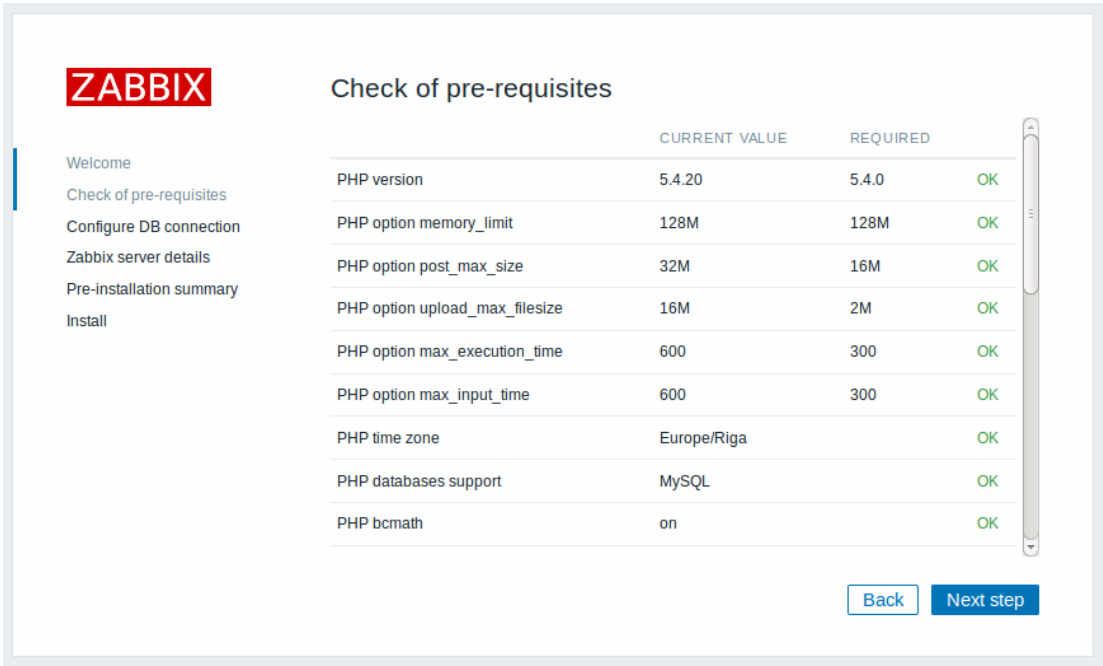 ZABBIX
Welcome
Check of pre-requisites
Configure DB connection
Zabbix server details
Pre-installation summary
Install
Check of pre-requisites
CURRENT VALUE REQUIRED
PHP version 5.4.20 5.4.0 OK
PHP option memory_limit 128M 128M OK
PHP option post_max_size 32M 16M OK
PHP option upload_max_filesize 16M 2M OK
PHP option max_execution_time 600 300 OK
PHP option max_input_time 600 300 OK
PHP time zone Europe/Riga OK
PHP databases support MySQL OK
PHP bcmath on OK
Back Next step